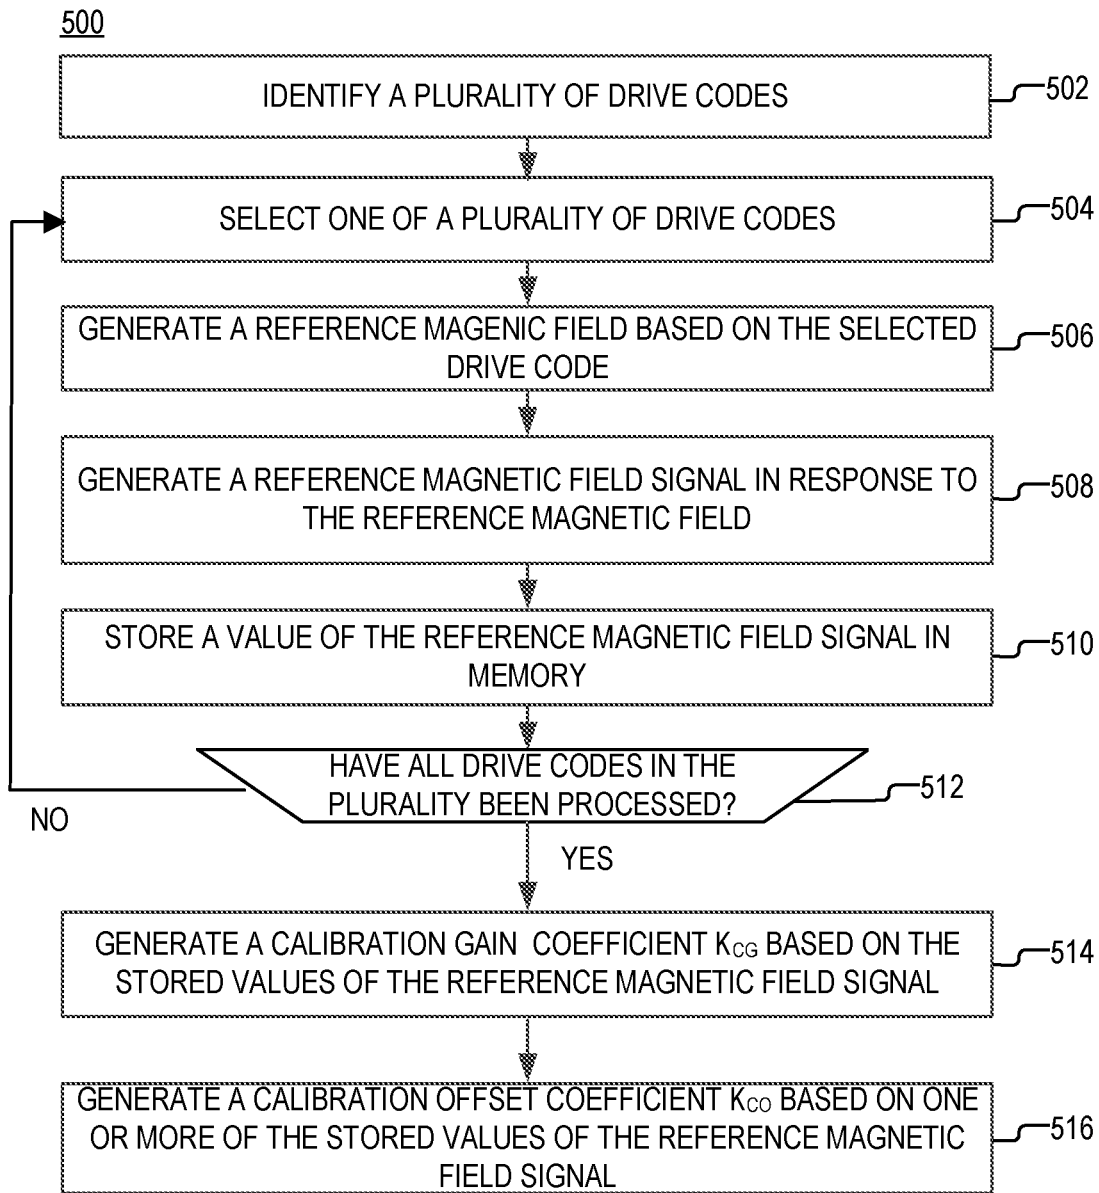 500
IDENTIFY A PLURALITY OF DRIVE CODES
502
SELECT ONE OF A PLURALITY OF DRIVE CODES
504
GENERATE A REFERENCE MAGENIC FIELD BASED ON THE SELECTED
DRIVE CODE
506
GENERATE A REFERENCE MAGNETIC FIELD SIGNAL IN RESPONSE TO
THE REFERENCE MAGNETIC FIELD
508
STORE A VALUE OF THE REFERENCE MAGNETIC FIELD SIGNAL IN
MEMORY
510
HAVE ALL DRIVE CODES IN THE
PLURALITY BEEN PROCESSED?
512
NO
YES
GENERATE A CALIBRATION GAIN COEFFICIENT KCG BASED ON THE
STORED VALUES OF THE REFERENCE MAGNETIC FIELD SIGNAL
514
GENERATE A CALIBRATION OFFSET COEFFICIENT KCO BASED ON ONE
OR MORE OF THE STORED VALUES OF THE REFERENCE MAGNETIC
FIELD SIGNAL
516